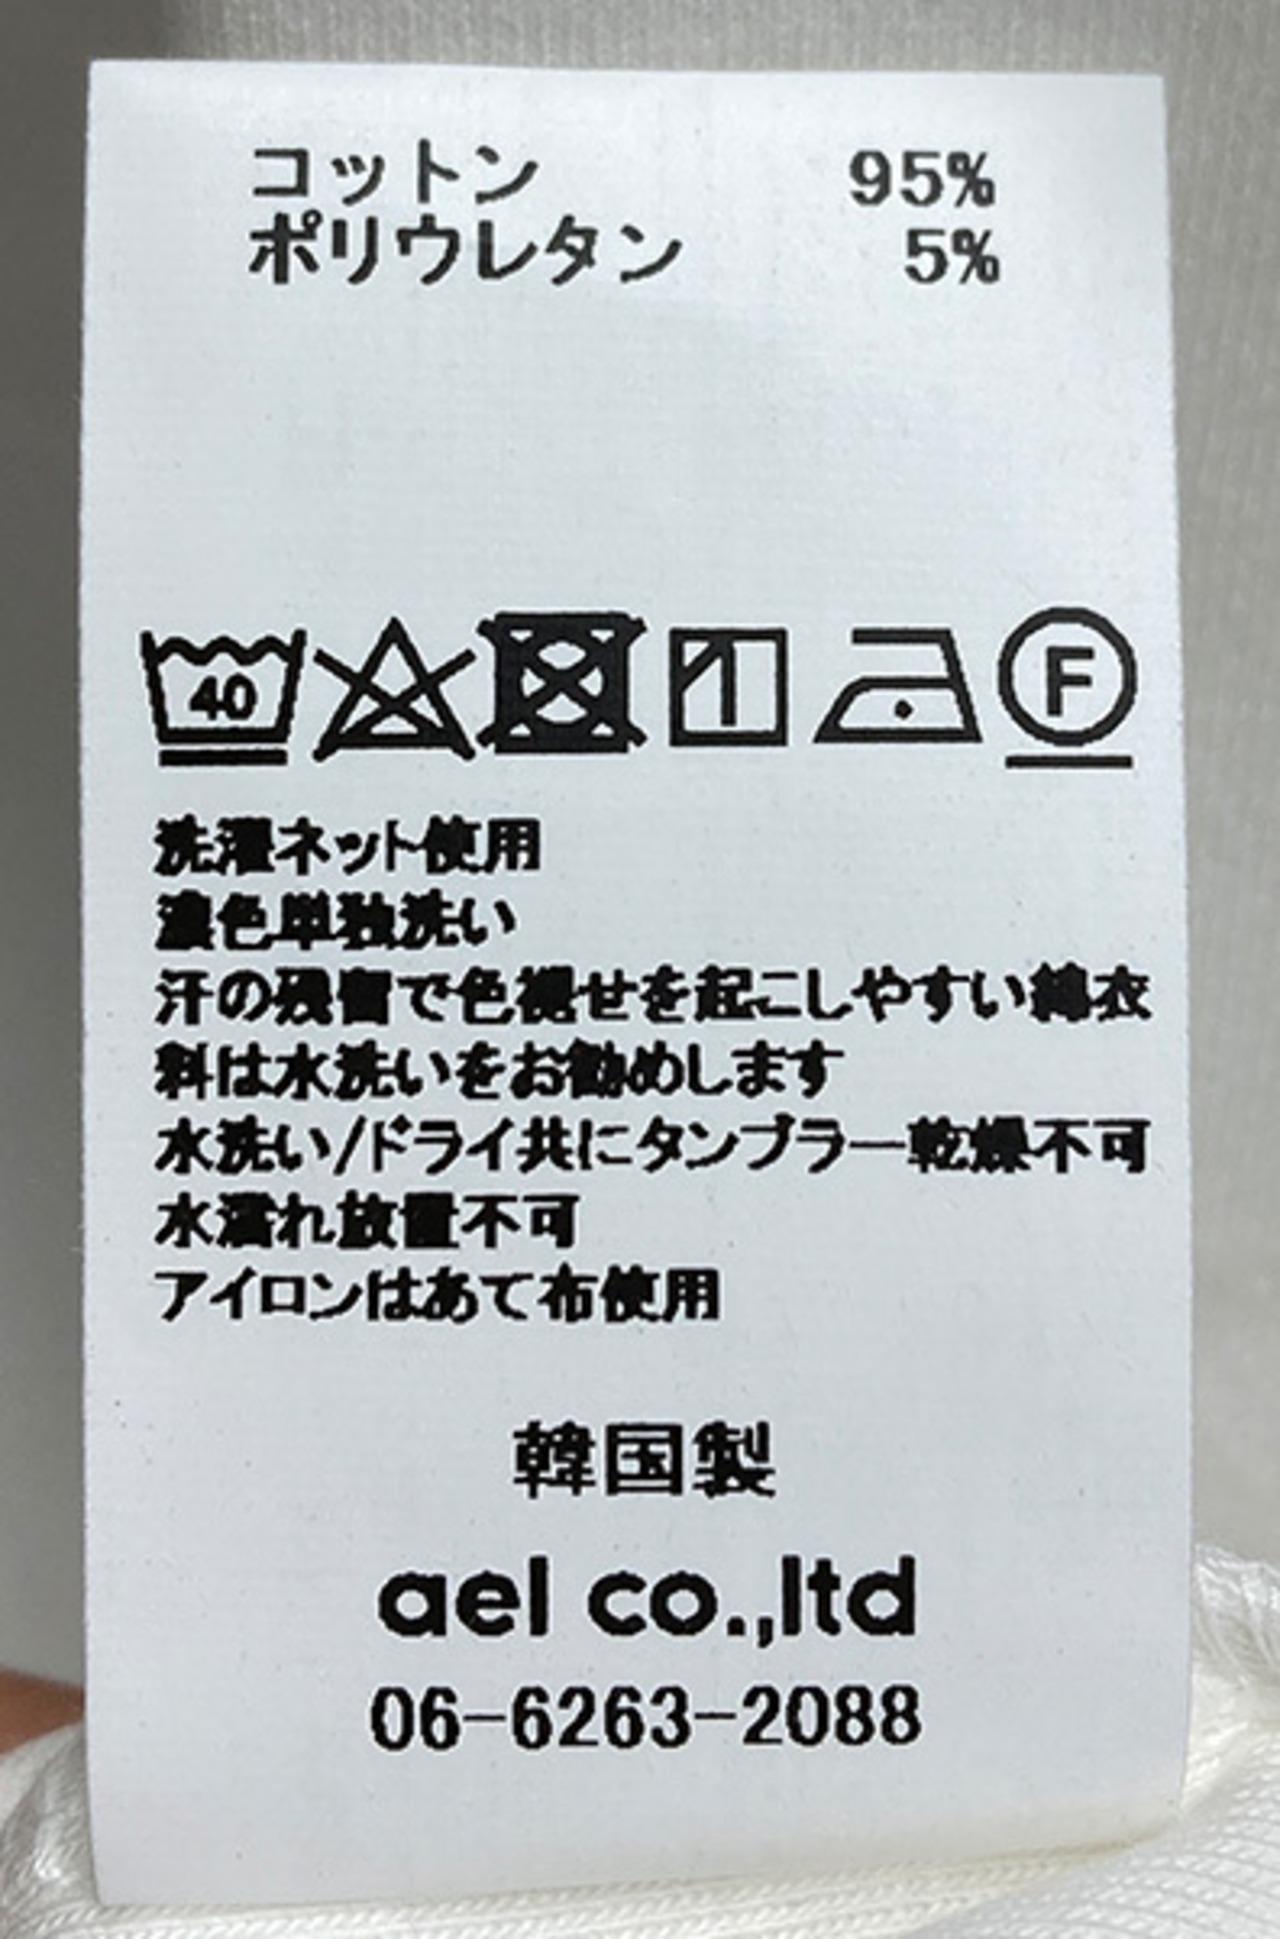 コットン 95%
ポリウレタン 5%
40
F
洗濯ネット使用
濃色単独洗い
汗の残留で色褪せを起こしやすい綿衣
料は水洗いをお勧めします
水洗い/ドライ共にタンブラー乾燥不可
水濡れ放置不可
アイロンはあて布使用
韓国製
ael co.,ltd
06-6263-2088